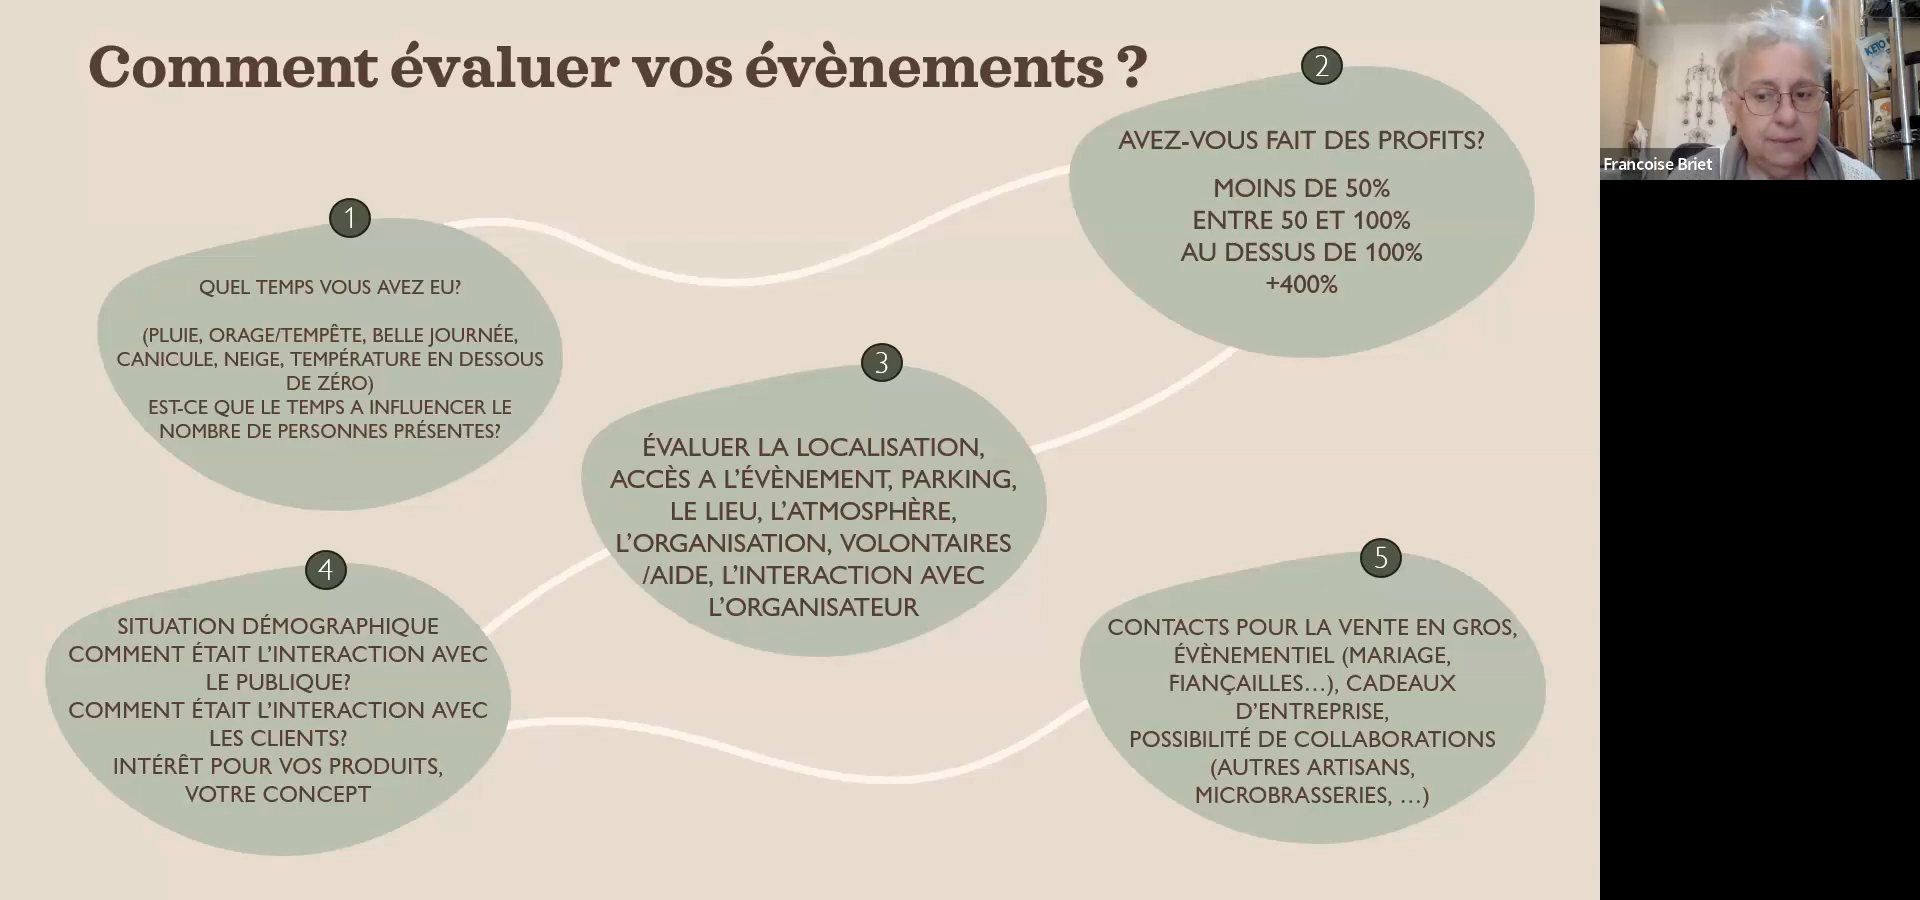 Comment évaluer vos évènements ?
1
QUEL TEMPS VOUS AVEZ EU?
(PLUIE, ORAGE/TEMPÊTE, BELLE JOURNÉE,
CANICULE, NEIGE, TEMPÉRATURE EN DESSOUS
DE ZÉRO)
EST-CE QUE LE TEMPS A INFLUENCER LE
NOMBRE DE PERSONNES PRÉSENTES?
2
AVEZ-VOUS FAIT DES PROFITS?
MOINS DE 50%
ENTRE 50 ET 100%
AU DESSUS DE 100%
+400%
3
ÉVALUER LA LOCALISATION,
ACCÈS A L’ÉVÈNEMENT, PARKING,
LE LIEU, L’ATMOSPHÈRE,
L’ORGANISATION, VOLONTAIRES
/AIDE, L’INTERACTION AVEC
L’ORGANISATEUR
4
SITUATION DÉMOGRAPHIQUE
COMMENT ÉTAIT L’INTERACTION AVEC
LE PUBLIQUE?
COMMENT ÉTAIT L’INTERACTION AVEC
LES CLIENTS?
INTÉRÊT POUR VOS PRODUITS,
VOTRE CONCEPT
5
CONTACTS POUR LA VENTE EN GROS,
ÉVÈNEMENTIEL (MARIAGE,
FIANÇAILLES…), CADEAUX
D’ENTREPRISE,
POSSIBILITÉ DE COLLABORATIONS
(AUTRES ARTISANS,
MICROBRASSERIES, …)
KETO
Francoise Briet